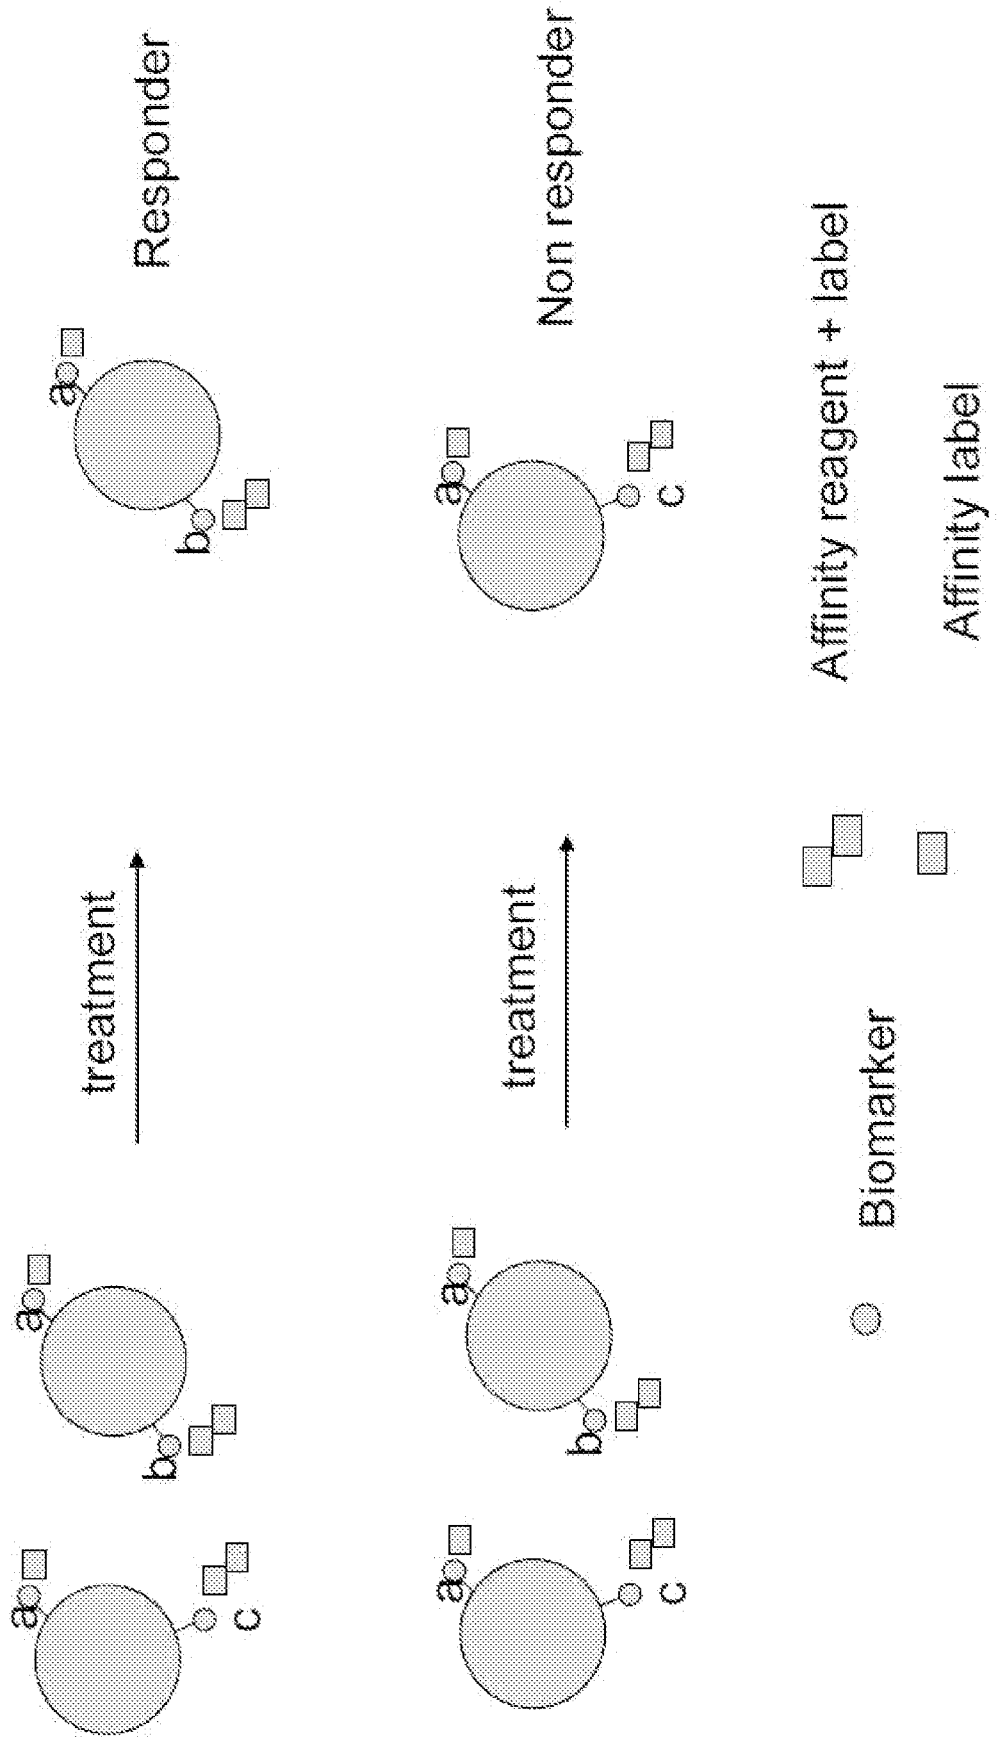 a
c
a
b
treatment
a
b
Responder
a
c
a
b
treatment
a
c
Non responder
Biomarker
Affinity reagent + label
Affinity label